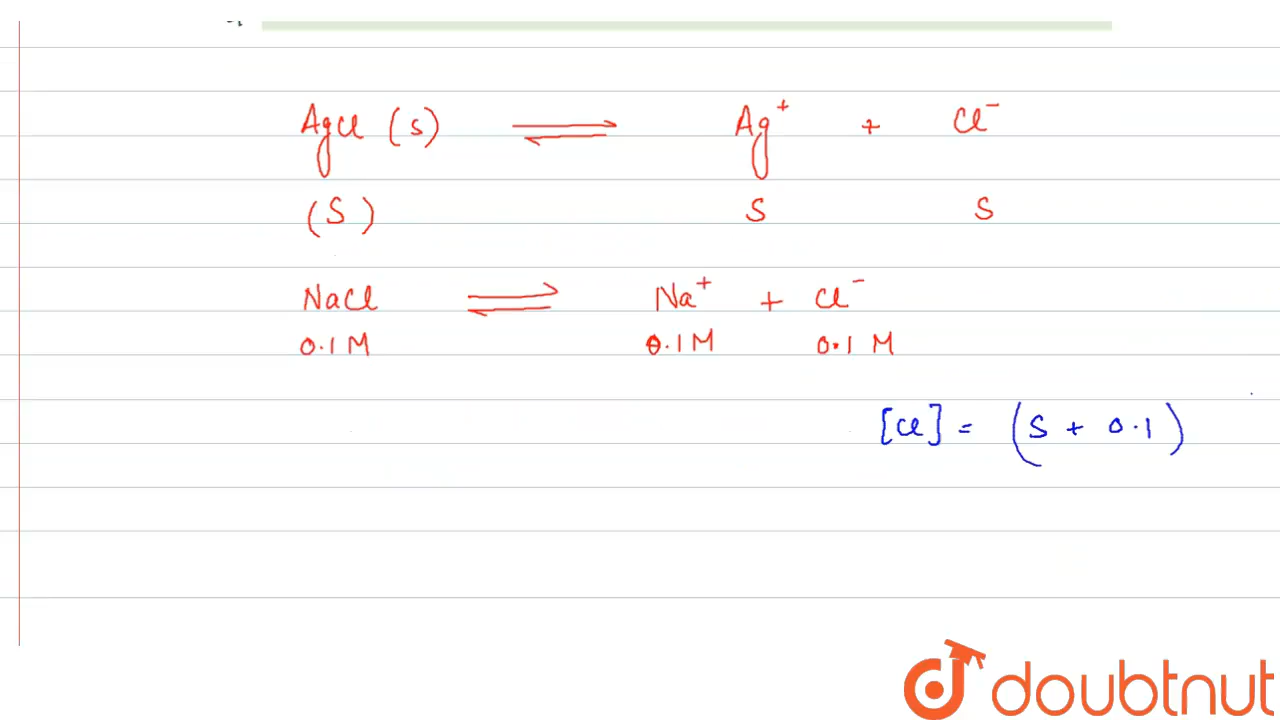 AgCl (s) ⇌ Ag⁺ + Cl⁻
(S) S S
NaCl ⇌ Na⁺ + Cl⁻
0.1 M 0.1 M 0.1 M
[Cl] = (S + 0.1)
doubtnut